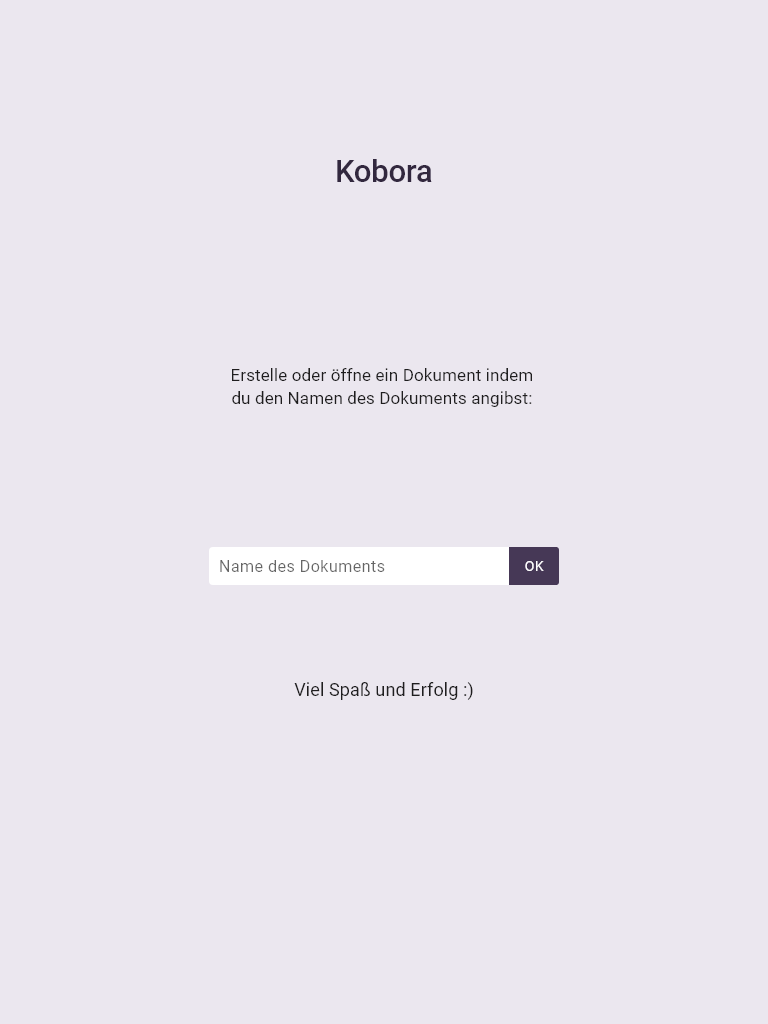 Kobora
Erstelle oder öffne ein Dokument indem
du den Namen des Dokuments angibst:
Name des Dokuments
OK
Viel Spaß und Erfolg :)